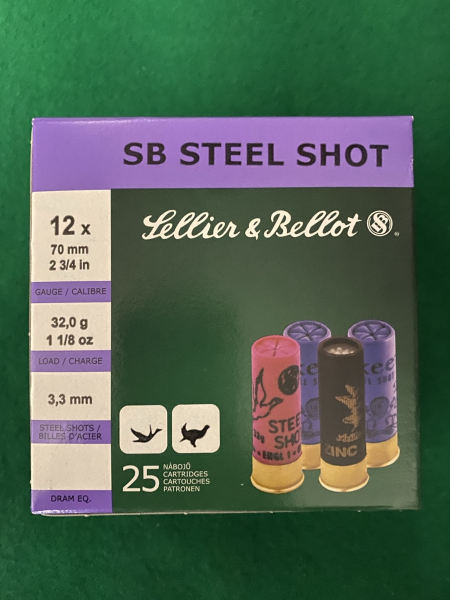 SB STEEL SHOT
Lellier & Bellot
12 x
70 mm
2 3/4 in
GAUGE / CALIBRE
32,0 g
1 1/8 oz
LOAD / CHARGE
3,3 mm
STEEL SHOTS /
BILLES D'ACIER
DRAM EQ.
25
NÁBOJŮ
CARTRIDGES
CARTOUCHES
PATRONEN
STEEL
SHOT
ZINC